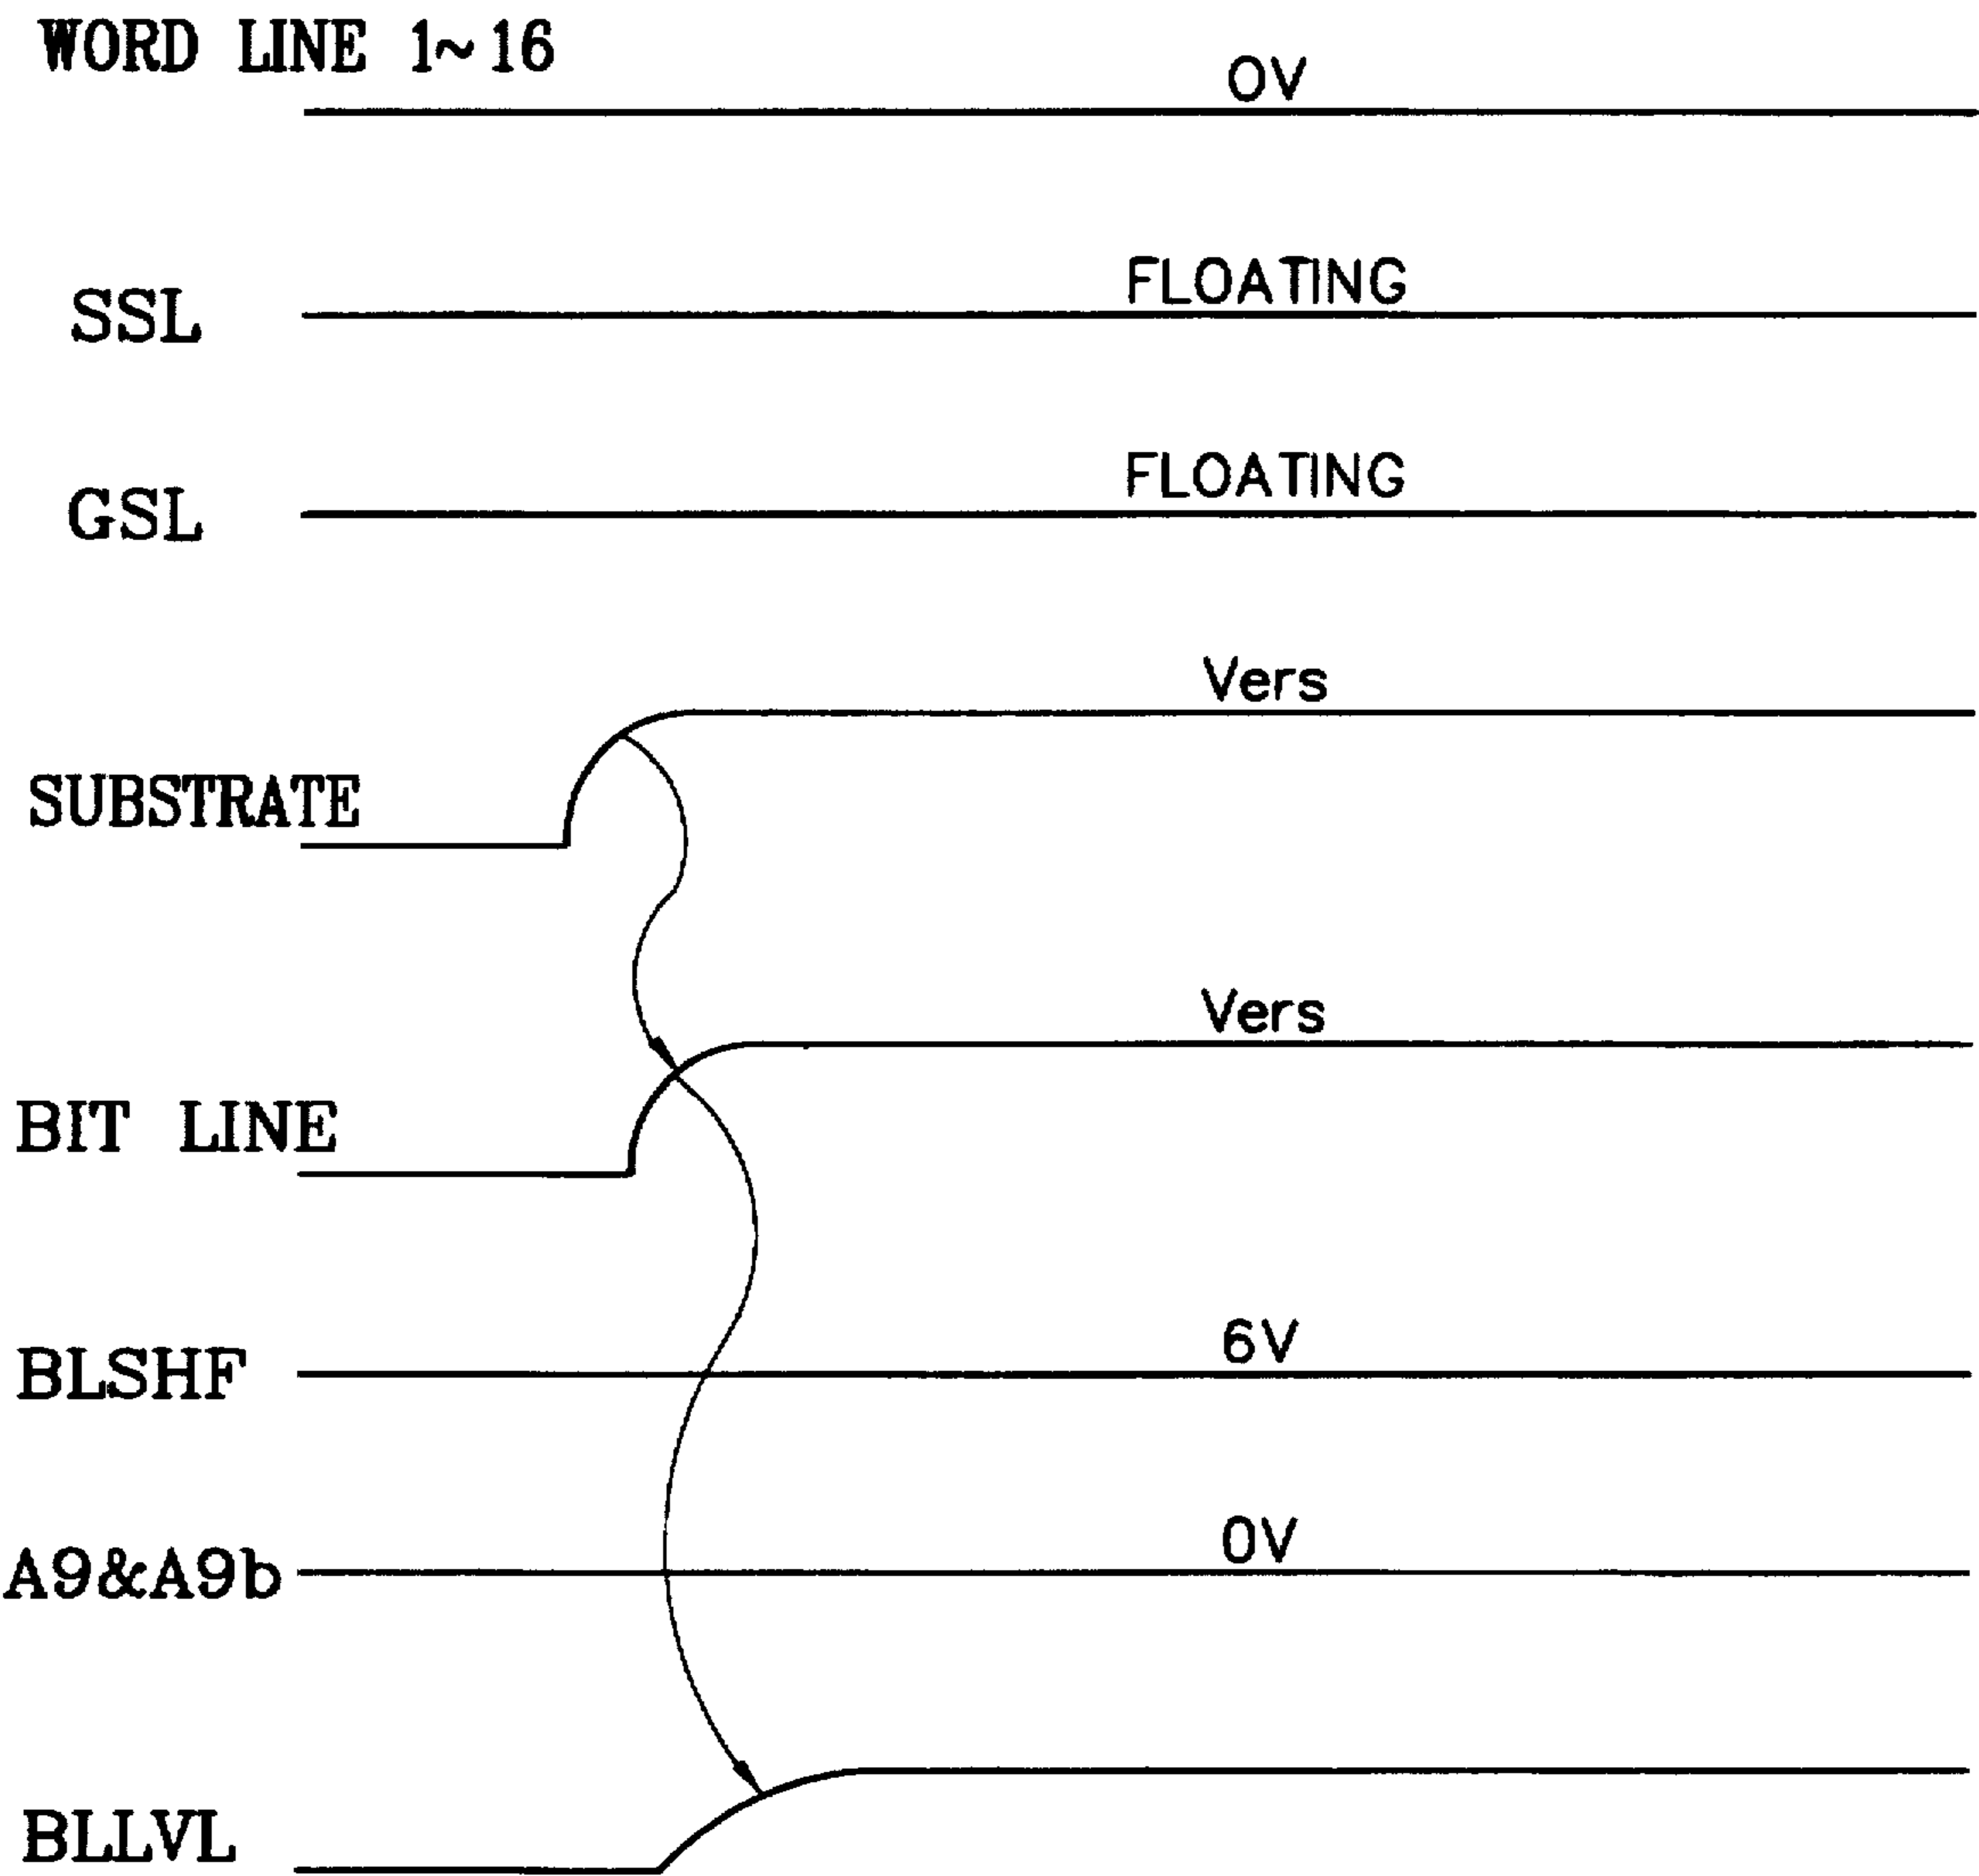 WORD LINE 1~16
0V
FLOATING
SSL
FLOATING
GSL
Vers
SUBSTRATE
Vers
BIT LINE
6V
BLSHF
0V
A9&A9b
BLLVL